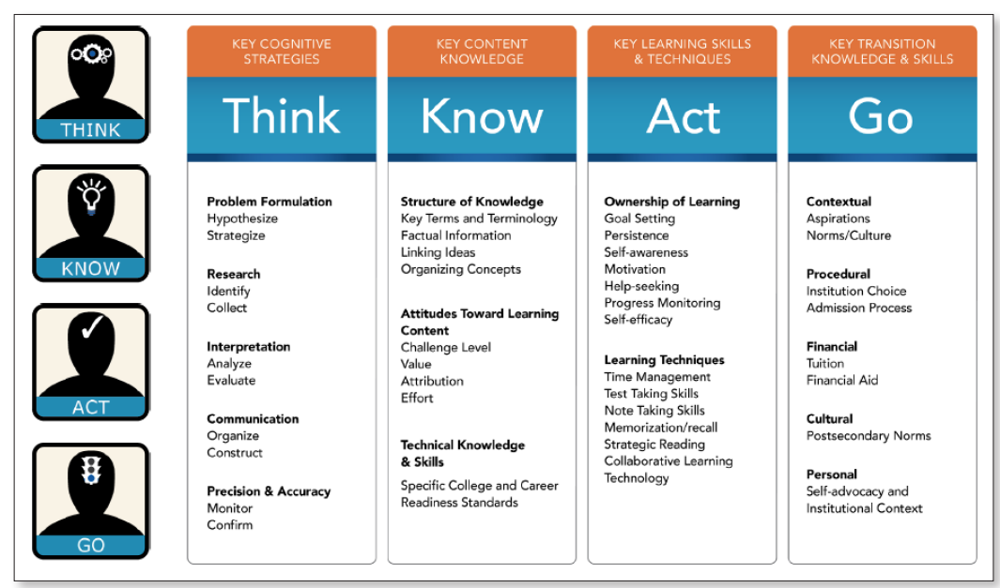 THINK
KNOW
ACT
GO
KEY COGNITIVE
STRATEGIES
Think
Problem Formulation
Hypothesize
Strategize
Research
Identify
Collect
Interpretation
Analyze
Evaluate
Communication
Organize
Construct
Precision & Accuracy
Monitor
Confirm
KEY CONTENT
KNOWLEDGE
Know
Structure of Knowledge
Key Terms and Terminology
Factual Information
Linking Ideas
Organizing Concepts
Attitudes Toward Learning
Content
Challenge Level
Value
Attribution
Effort
Technical Knowledge
& Skills
Specific College and Career
Readiness Standards
KEY LEARNING SKILLS
& TECHNIQUES
Act
Ownership of Learning
Goal Setting
Persistence
Self-awareness
Motivation
Help-seeking
Progress Monitoring
Self-efficacy
Learning Techniques
Time Management
Test Taking Skills
Note Taking Skills
Memorization/recall
Strategic Reading
Collaborative Learning
Technology
KEY TRANSITION
KNOWLEDGE & SKILLS
Go
Contextual
Aspirations
Norms/Culture
Procedural
Institution Choice
Admission Process
Financial
Tuition
Financial Aid
Cultural
Postsecondary Norms
Personal
Self-advocacy and
Institutional Context